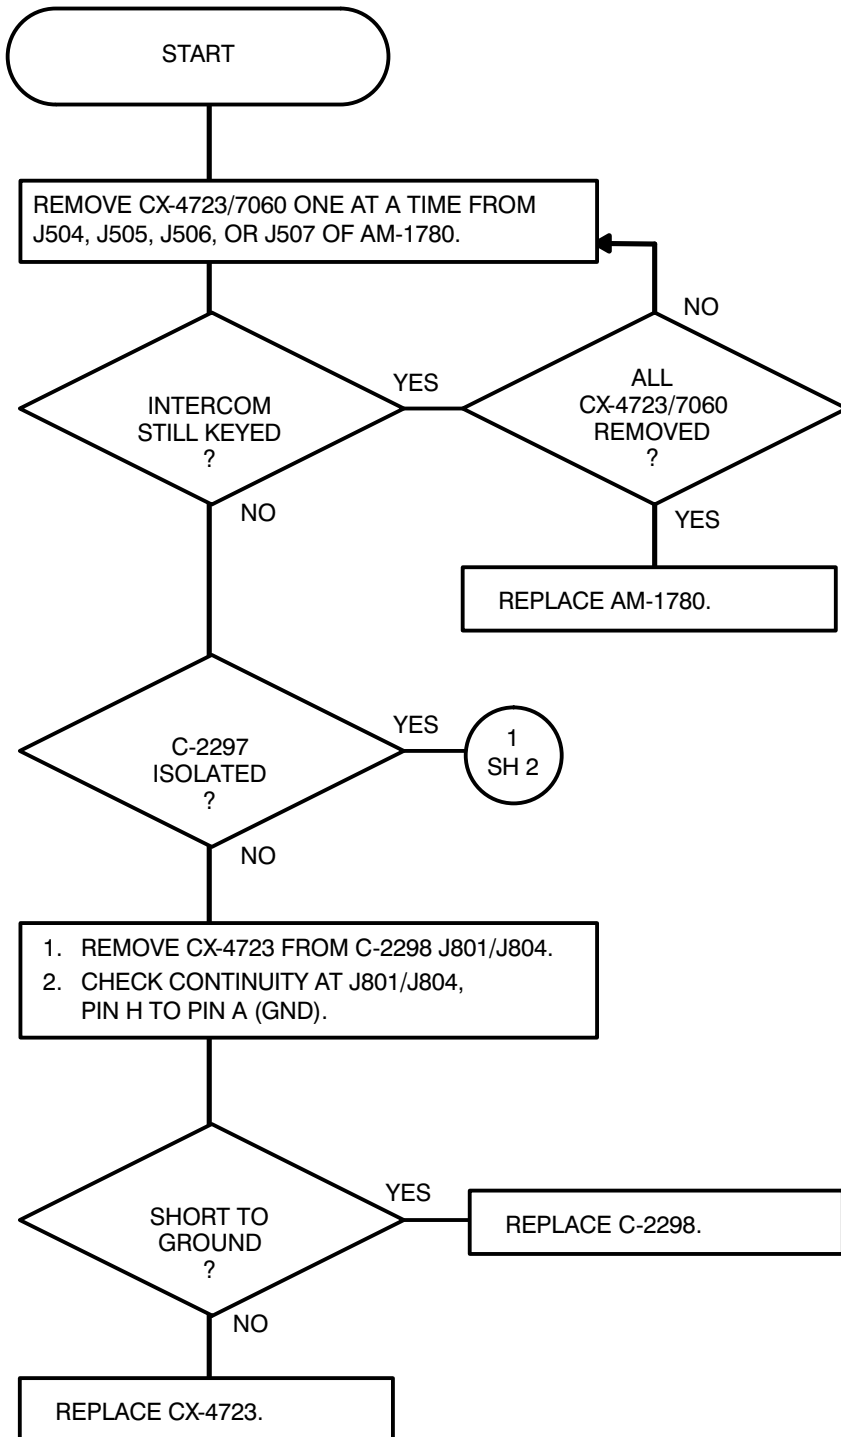 START
REMOVE CX-4723/7060 ONE AT A TIME FROM
J504, J505, J506, OR J507 OF AM-1780.
NO
INTERCOM
STILL KEYED
?
YES
ALL
CX-4723/7060
REMOVED
?
NO
YES
REPLACE AM-1780.
C-2297
ISOLATED
?
YES
1
SH 2
NO
1. REMOVE CX-4723 FROM C-2298 J801/J804.
2. CHECK CONTINUITY AT J801/J804,
PIN H TO PIN A (GND).
SHORT TO
GROUND
?
YES
REPLACE C-2298.
NO
REPLACE CX-4723.